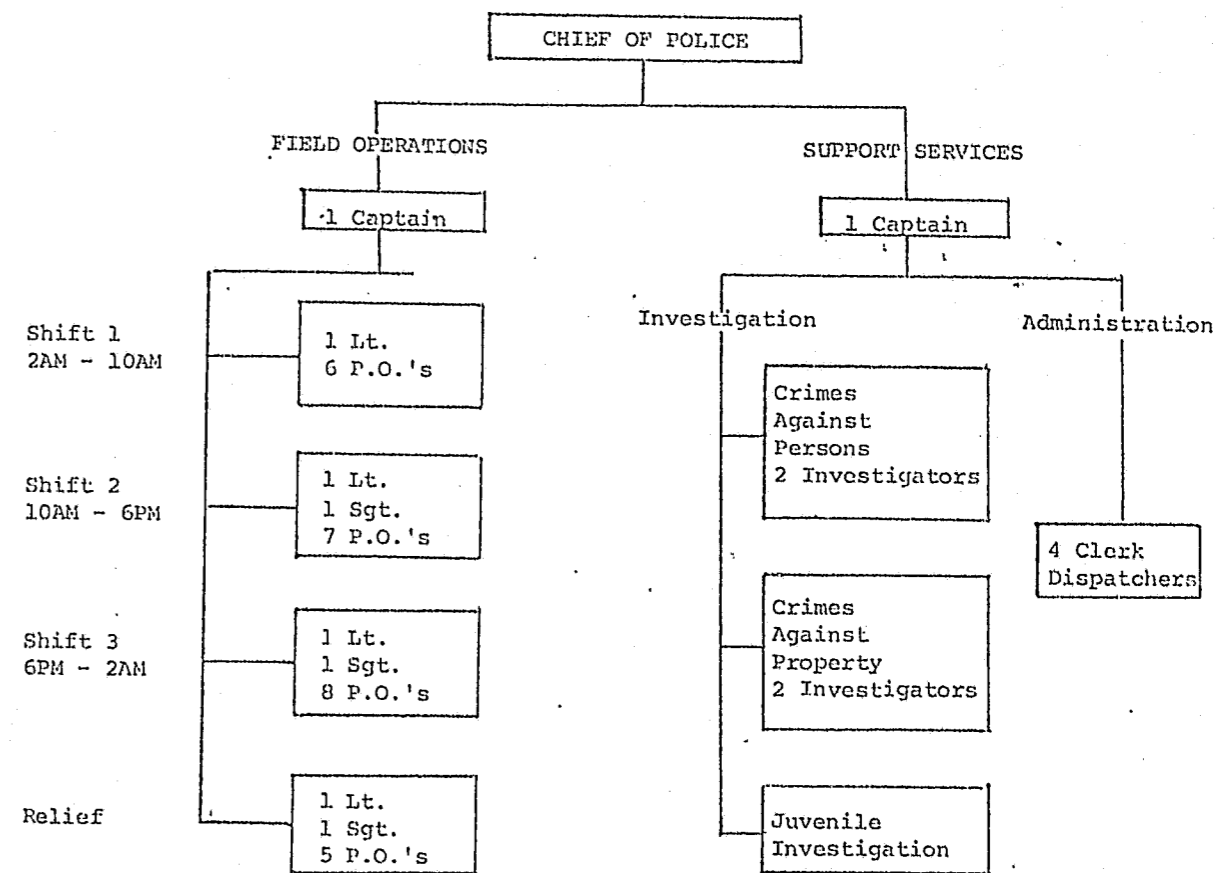 CHIEF OF POLICE
FIELD OPERATIONS
SUPPORT SERVICES
1 Captain
1 Captain
Shift 1
2AM - 10AM
1 Lt.
6 P.O.'s
Shift 2
10AM - 6PM
1 Lt.
1 Sgt.
7 P.O.'s
Shift 3
6PM - 2AM
1 Lt.
1 Sgt.
8 P.O.'s
Relief
1 Lt.
1 Sgt.
5 P.O.'s
Investigation
Administration
Crimes
Against
Persons
2 Investigators
Crimes
Against
Property
2 Investigators
Juvenile
Investigation
4 Clerk
Dispatchers